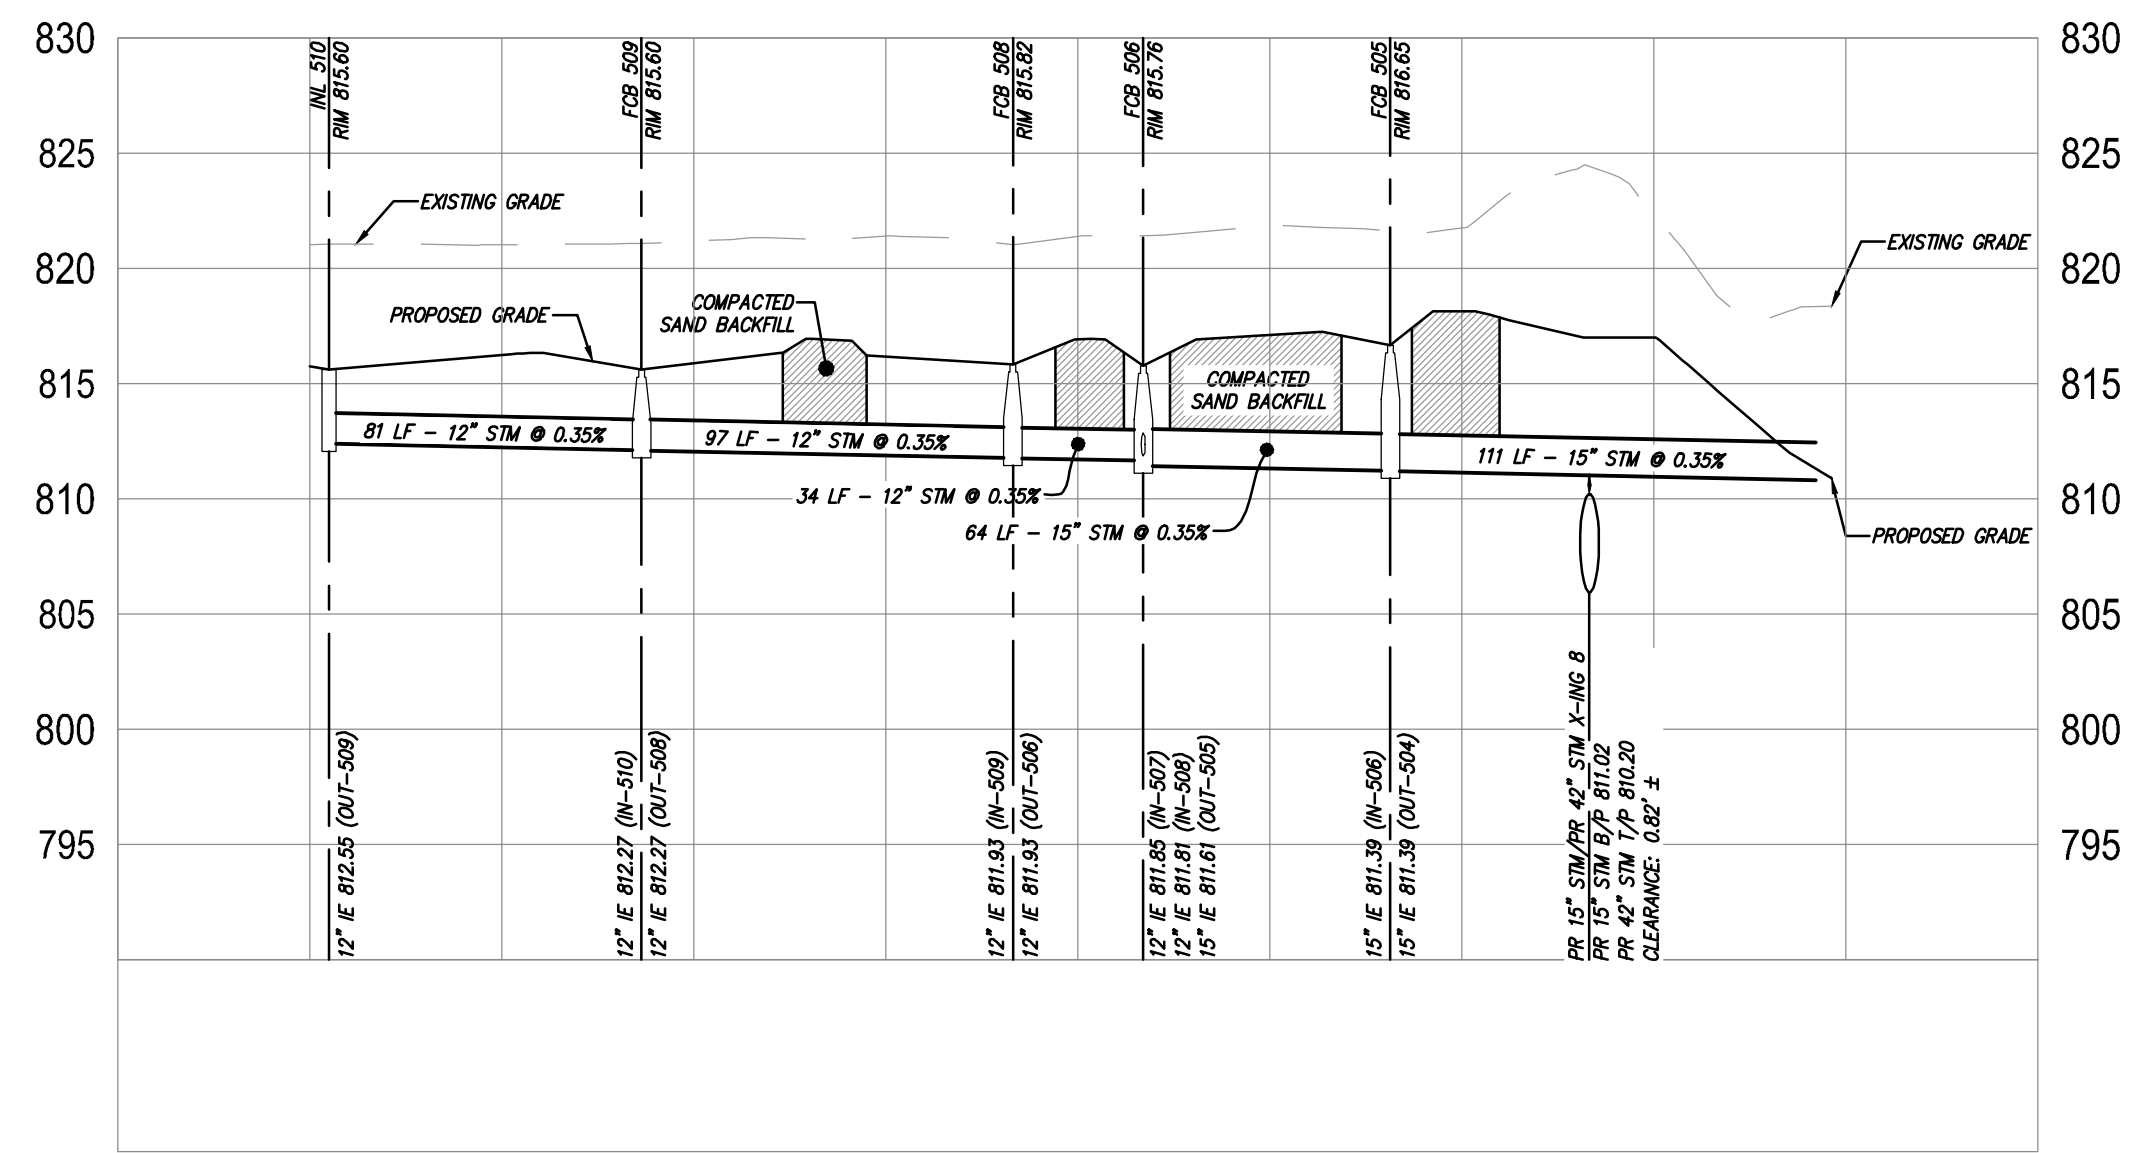 830
825
820
815
810
805
800
795
830
825
820
815
810
805
800
795
INL 510
RIM 815.60
FCB 509
RIM 815.60
FCB 508
RIM 815.82
FCB 506
RIM 815.76
FCB 505
RIM 816.65
EXISTING GRADE
EXISTING GRADE
PROPOSED GRADE
COMPACTED
SAND BACKFILL
COMPACTED
SAND BACKFILL
81 LF - 12" STM @ 0.35%
97 LF - 12" STM @ 0.35%
111 LF - 15" STM @ 0.35%
34 LF - 12" STM @ 0.35%
64 LF - 15" STM @ 0.35%
PROPOSED GRADE
12" IE 812.55 (OUT-509)
12" IE 812.27 (IN-510)
12" IE 812.27 (OUT-508)
12" IE 811.93 (IN-509)
12" IE 811.93 (OUT-506)
12" IE 811.85 (IN-507)
12" IE 811.81 (IN-508)
15" IE 811.61 (OUT-505)
15" IE 811.39 (IN-506)
15" IE 811.39 (OUT-504)
PR 15" STM/PR 42" STM X-ING 8
PR 15" STM B/P 811.02
PR 42" STM T/P 810.20
CLEARANCE: 0.82' ±